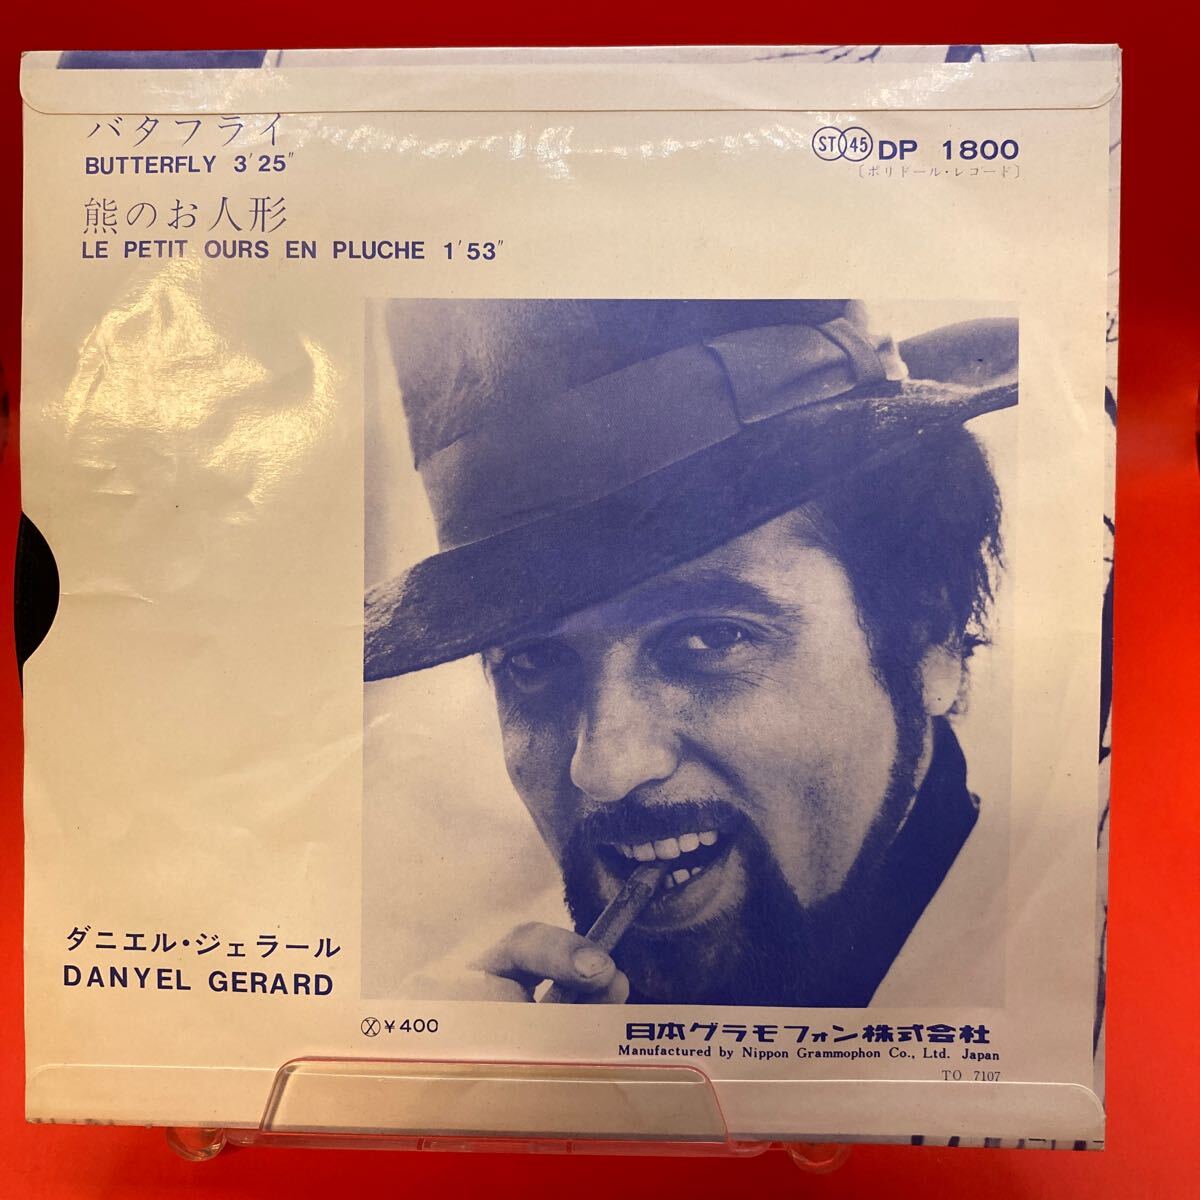 バタフライ
BUTTERFLY 3′25″
熊のお人形
LE PETIT OURS EN PLUCHE 1′53″
ST 45 DP 1800
〔ポリドール・レコード〕
ダニエル・ジェラール
DANYEL GERARD
Ⓧ ¥400
日本グラモフォン株式会社
Manufactured by Nippon Grammophon Co., Ltd. Japan
TO 7107